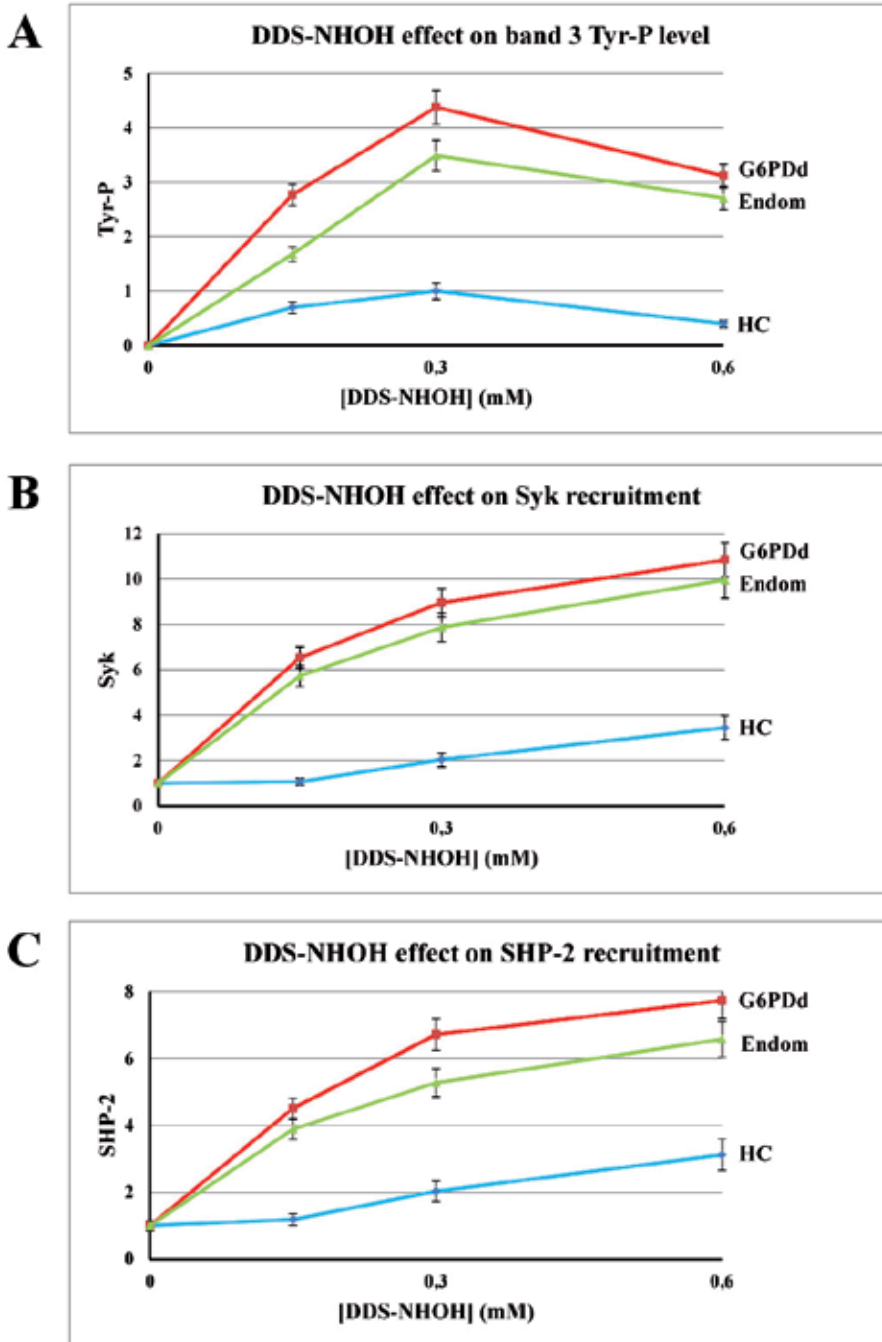 A
DDS-NHOH effect on band 3 Tyr-P level
5
4
3
2
1
0
Tyr-P
G6PDd
Endom
HC
0 0,3 0,6
[DDS-NHOH] (mM)
B
DDS-NHOH effect on Syk recruitment
12
10
8
6
4
2
0
Syk
G6PDd
Endom
HC
0 0,3 0,6
[DDS-NHOH] (mM)
C
DDS-NHOH effect on SHP-2 recruitment
8
6
4
2
0
SHP-2
G6PDd
Endom
HC
0 0,3 0,6
[DDS-NHOH] (mM)